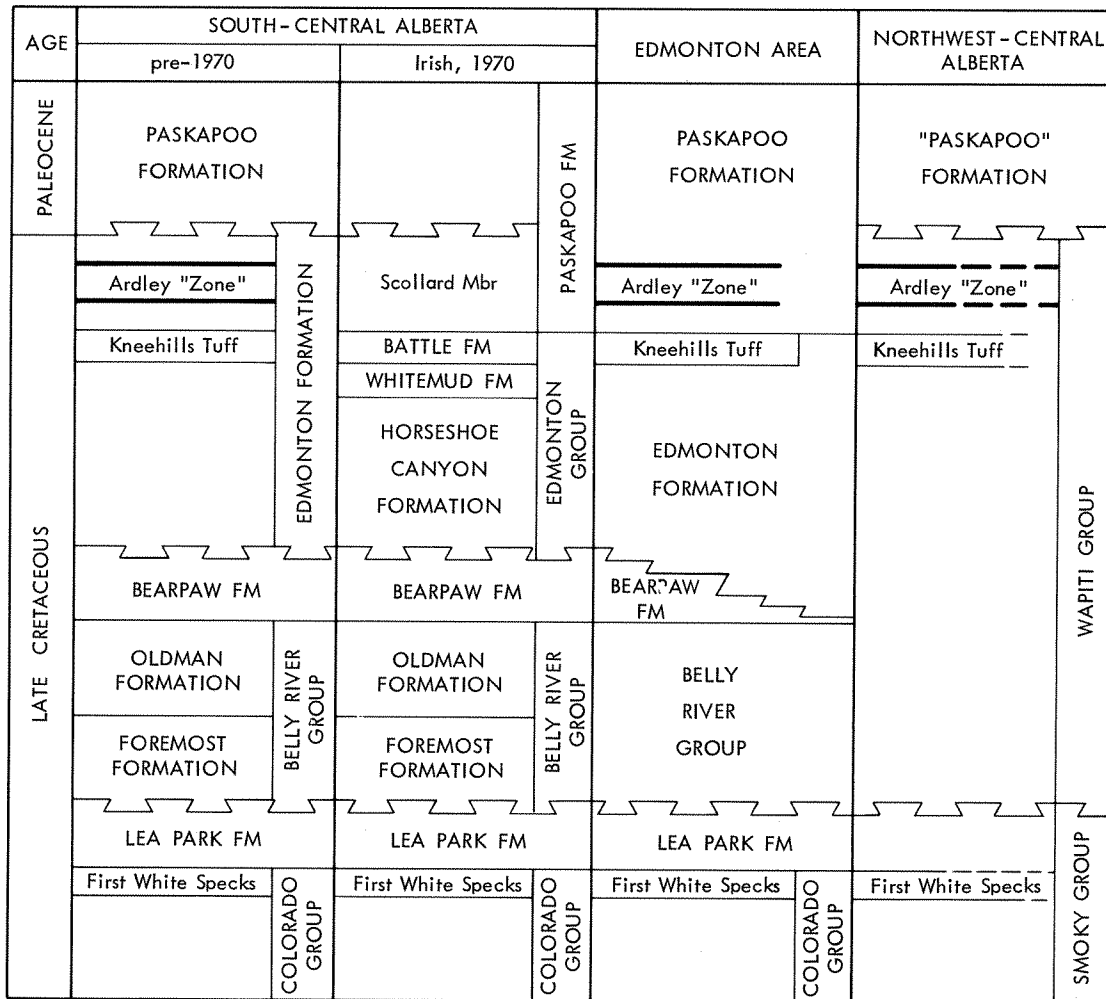 AGE
SOUTH-CENTRAL ALBERTA
pre-1970
Irish, 1970
EDMONTON AREA
NORTHWEST-CENTRAL
ALBERTA
PALEOCENE
LATE CRETACEOUS
PASKAPOO
FORMATION
Ardley "Zone"
Kneehills Tuff
EDMONTON FORMATION
BEARPAW FM
OLDMAN
FORMATION
FOREMOST
FORMATION
BELLY RIVER
GROUP
LEA PARK FM
First White Specks
COLORADO
GROUP
PASKAPOO FM
Scollard Mbr
BATTLE FM
WHITEMUD FM
HORSESHOE
CANYON
FORMATION
EDMONTON
GROUP
BEARPAW FM
OLDMAN
FORMATION
FOREMOST
FORMATION
BELLY RIVER
GROUP
LEA PARK FM
First White Specks
COLORADO
GROUP
PASKAPOO
FORMATION
Ardley "Zone"
Kneehills Tuff
EDMONTON
FORMATION
BEARPAW
FM
BELLY
RIVER
GROUP
LEA PARK FM
First White Specks
COLORADO
GROUP
"PASKAPOO"
FORMATION
Ardley "Zone"
Kneehills Tuff
WAPITI GROUP
First White Specks
SMOKY GROUP